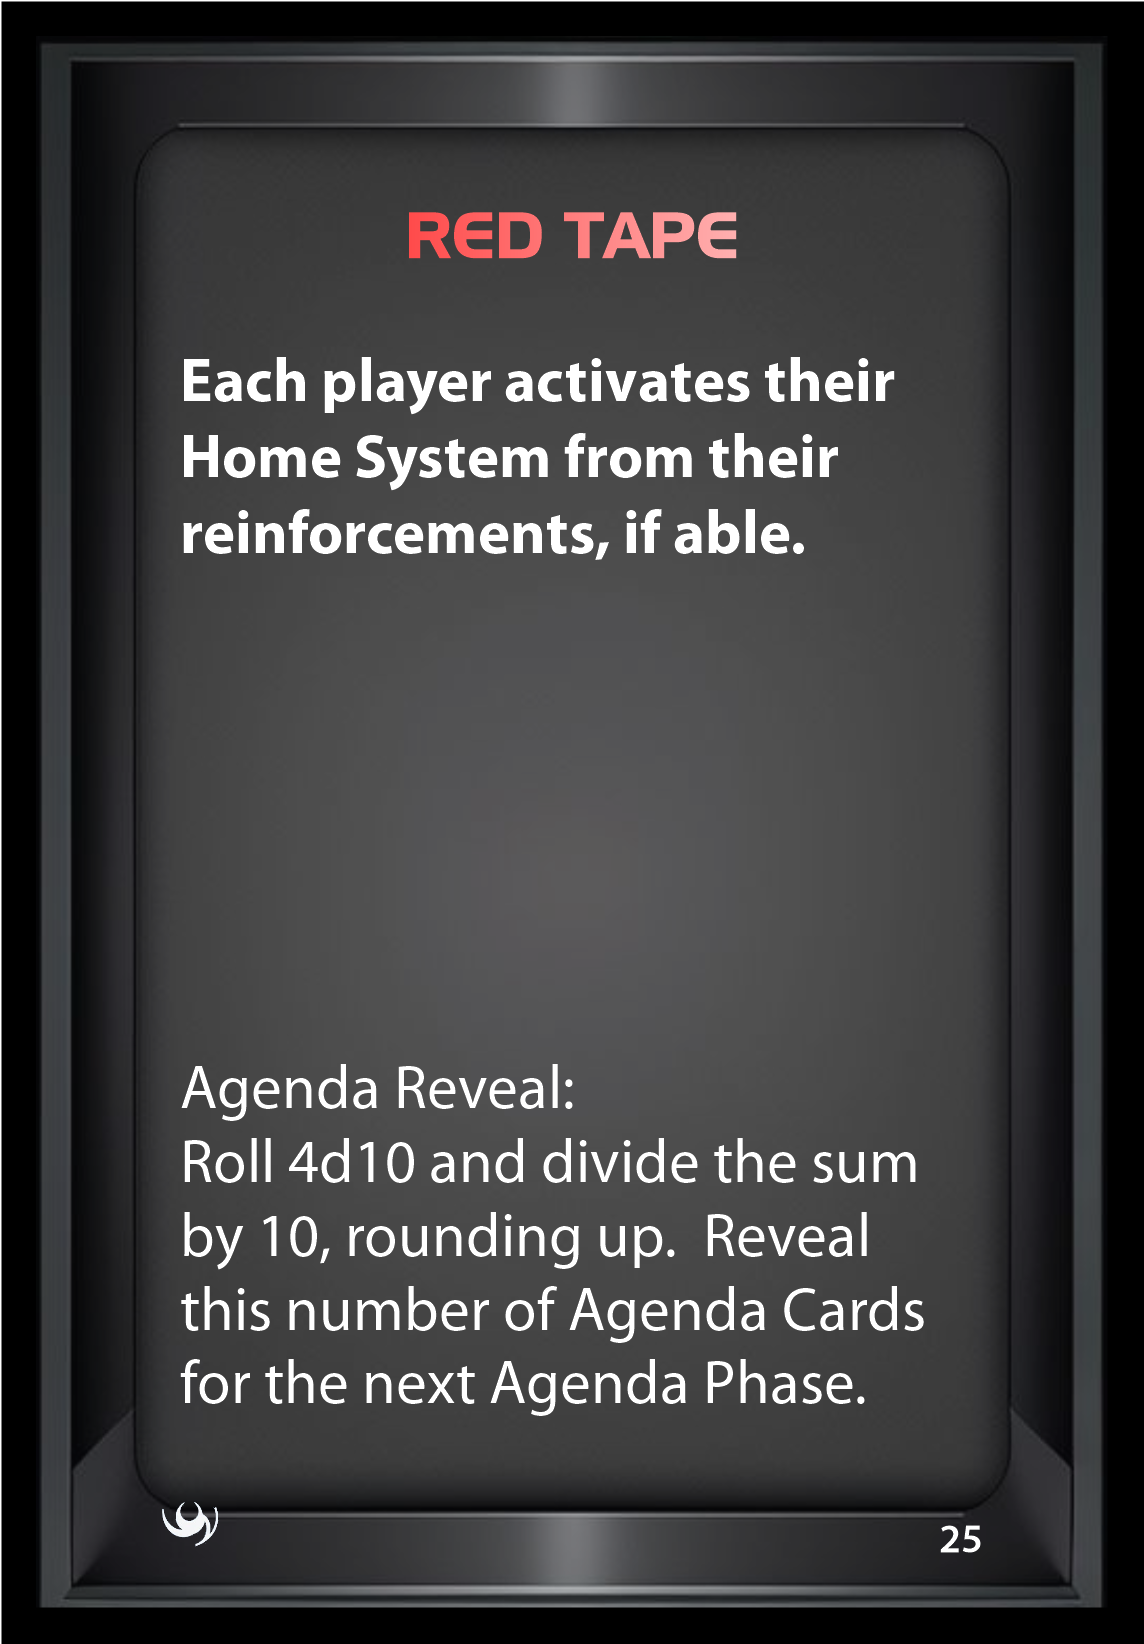 RED TAPE
Each player activates their
Home System from their
reinforcements, if able.
Agenda Reveal:
Roll 4d10 and divide the sum
by 10, rounding up.  Reveal
this number of Agenda Cards
for the next Agenda Phase.
25